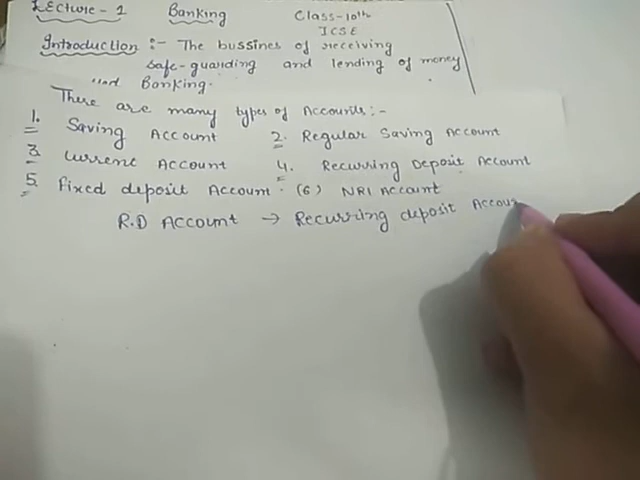 Lecture-1 Banking Class-10th
ICSE
Introduction :- The bussines of receiving
safe-guarding and lending of money
Banking.
There are many types of Accounts:-
1. Saving Account 2. Regular Saving Account
3. Current Account 4. Recurring Deposit Account
5. Fixed deposit Account. (6) NRI Account
R.D Account → Recurring deposit Accou